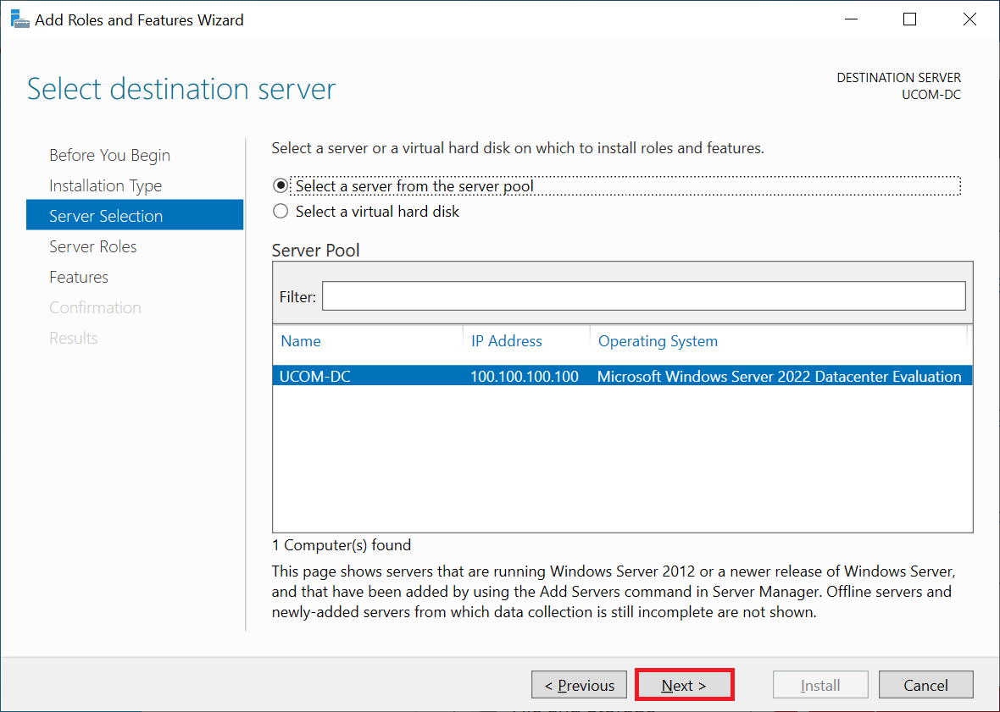 Add Roles and Features Wizard
Select destination server
DESTINATION SERVER
UCOM-DC
Before You Begin
Installation Type
Server Selection
Server Roles
Features
Confirmation
Results
Select a server or a virtual hard disk on which to install roles and features.
Select a server from the server pool
Select a virtual hard disk
Server Pool
Filter:
Name IP Address Operating System
UCOM-DC 100.100.100.100 Microsoft Windows Server 2022 Datacenter Evaluation
1 Computer(s) found
This page shows servers that are running Windows Server 2012 or a newer release of Windows Server,
and that have been added by using the Add Servers command in Server Manager. Offline servers and
newly-added servers from which data collection is still incomplete are not shown.
< Previous Next > Install Cancel